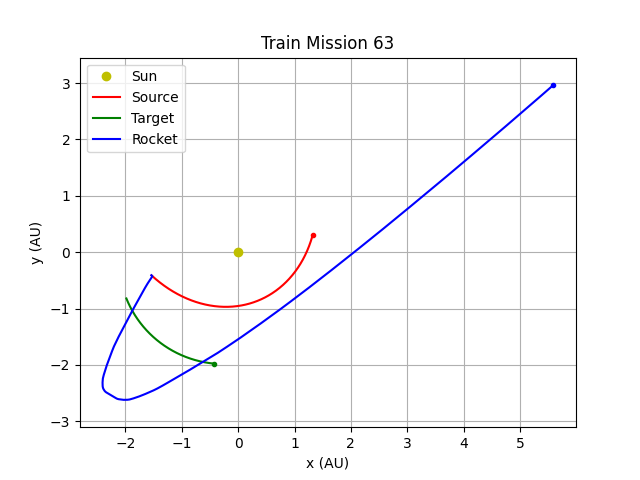 Train Mission 63
Sun
Source
Target
Rocket
y (AU)
3
2
1
0
−1
−2
−3
−2
−1
0
1
2
3
4
5
x (AU)